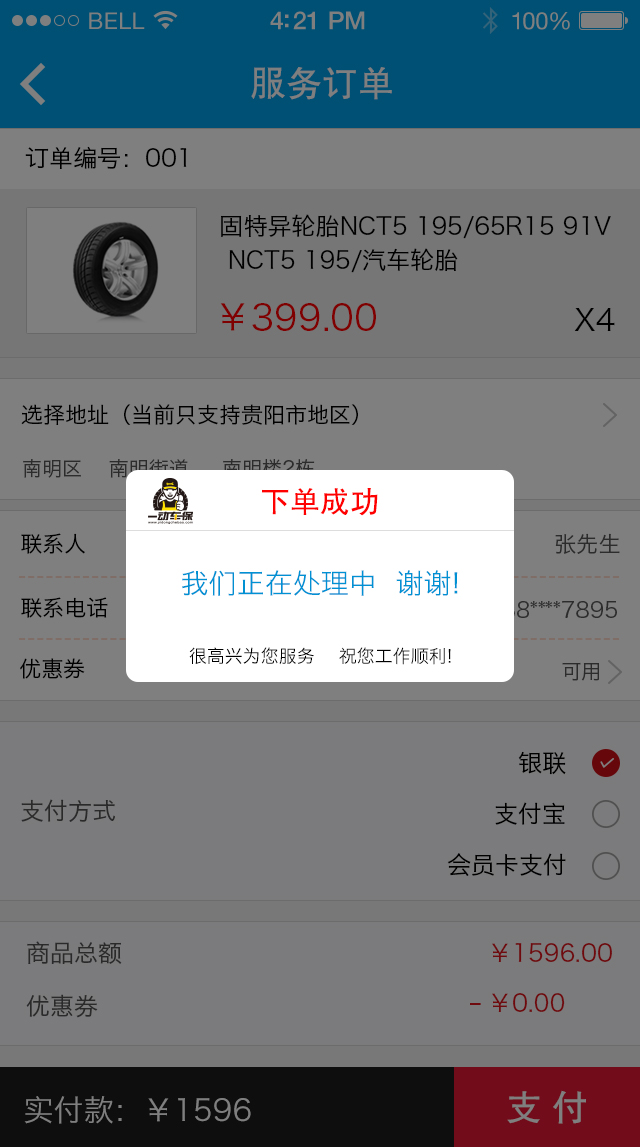 BELL 4:21 PM 100%
服务订单
订单编号：001
固特异轮胎NCT5 195/65R15 91V
NCT5 195/汽车轮胎
￥399.00 X4
选择地址（当前只支持贵阳市地区）
南明区 南明街道 南明楼2栋
一动车保 下单成功
联系人 张先生
我们正在处理中 谢谢!
联系电话 8****7895
很高兴为您服务 祝您工作顺利!
优惠券 可用
银联
支付方式 支付宝
会员卡支付
商品总额 ￥1596.00
优惠券 - ￥0.00
实付款：￥1596 支付